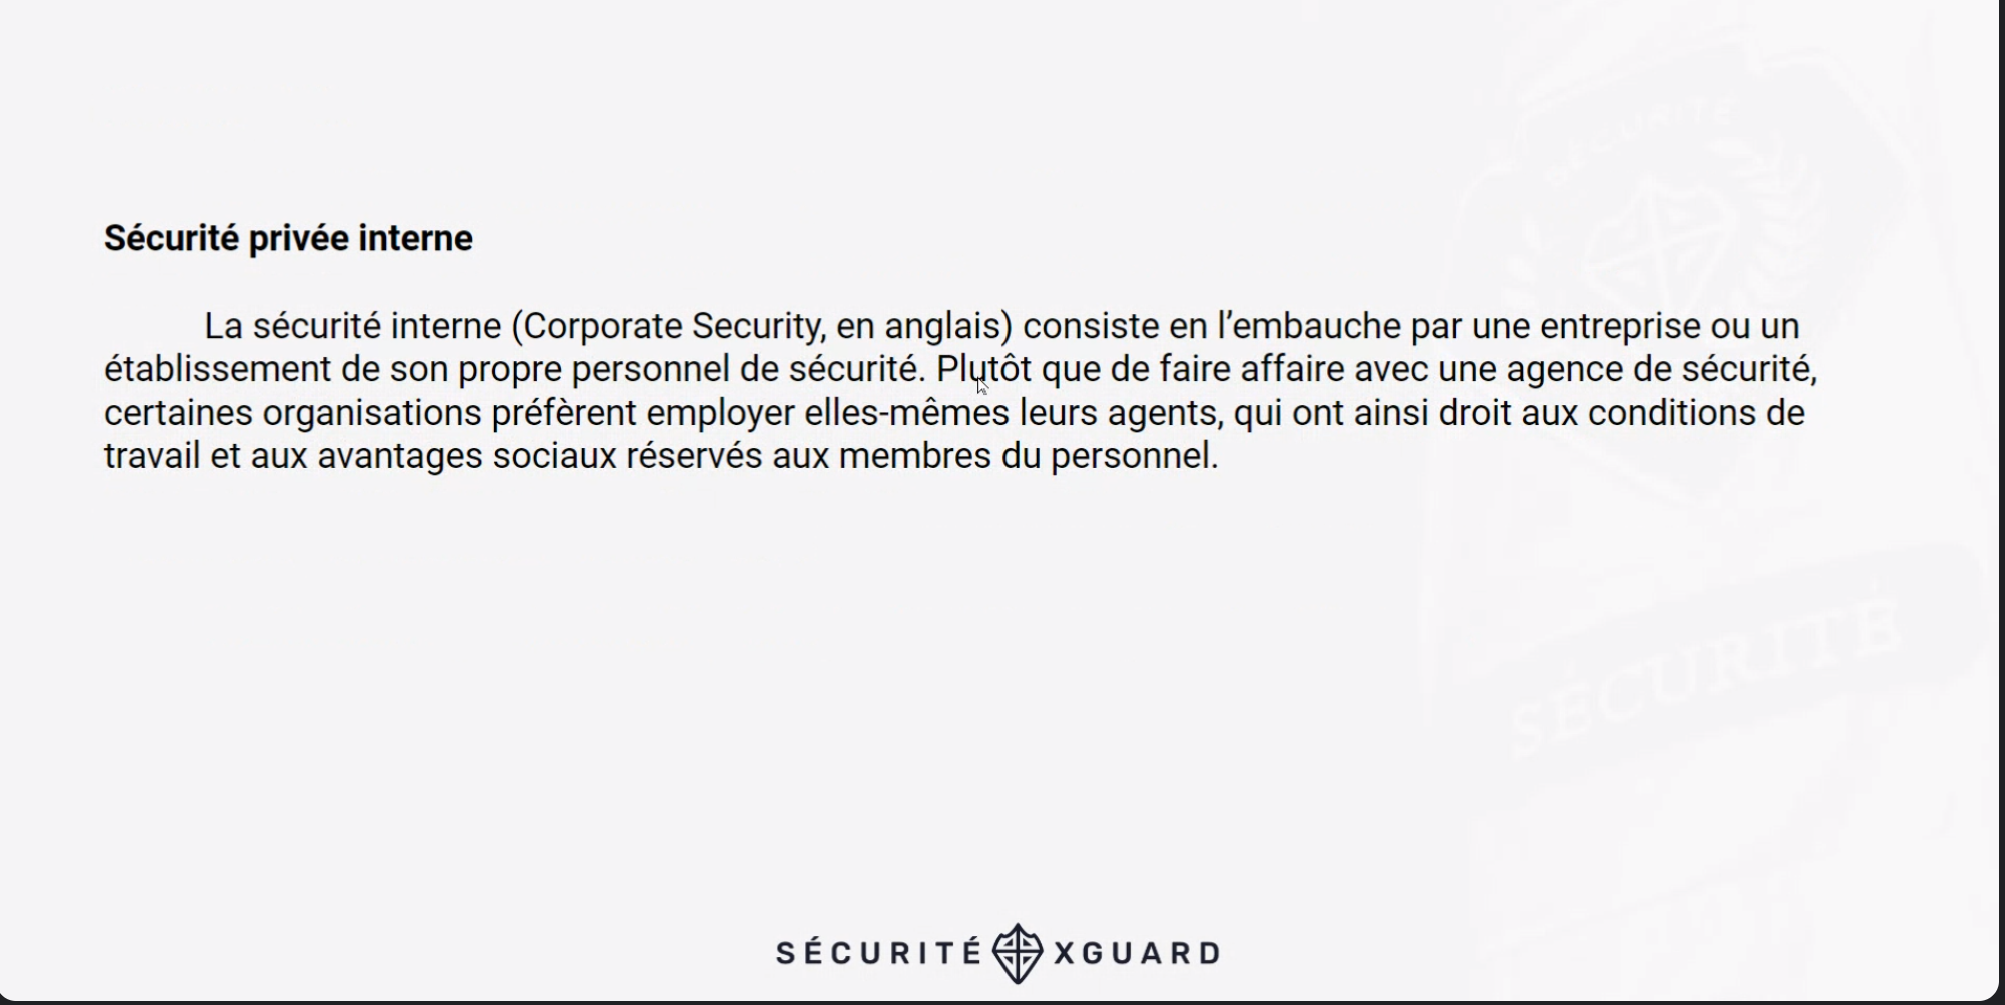 Sécurité privée interne
La sécurité interne (Corporate Security, en anglais) consiste en l’embauche par une entreprise ou un
établissement de son propre personnel de sécurité. Plutôt que de faire affaire avec une agence de sécurité,
certaines organisations préfèrent employer elles-mêmes leurs agents, qui ont ainsi droit aux conditions de
travail et aux avantages sociaux réservés aux membres du personnel.
SÉCURITÉ
SÉCURITÉ
SÉCURITÉ XGUARD